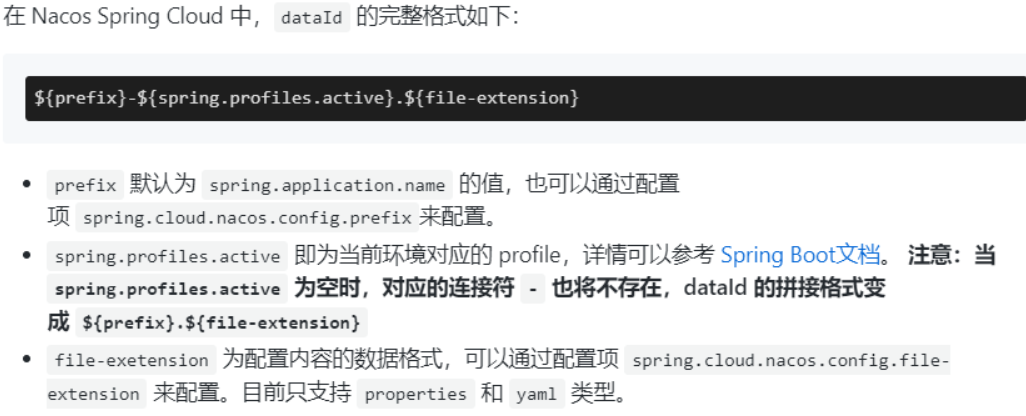 在 Nacos Spring Cloud 中，dataId 的完整格式如下：
${prefix}-${spring.profiles.active}.${file-extension}
• prefix 默认为 spring.application.name 的值，也可以通过配置
项 spring.cloud.nacos.config.prefix来配置。
• spring.profiles.active 即为当前环境对应的 profile，详情可以参考 Spring Boot文档。 注意：当
spring.profiles.active 为空时，对应的连接符 - 也将不存在，dataId 的拼接格式变
成 ${prefix}.${file-extension}
• file-exetension 为配置内容的数据格式，可以通过配置项 spring.cloud.nacos.config.file-
extension 来配置。目前只支持 properties 和 yaml 类型。